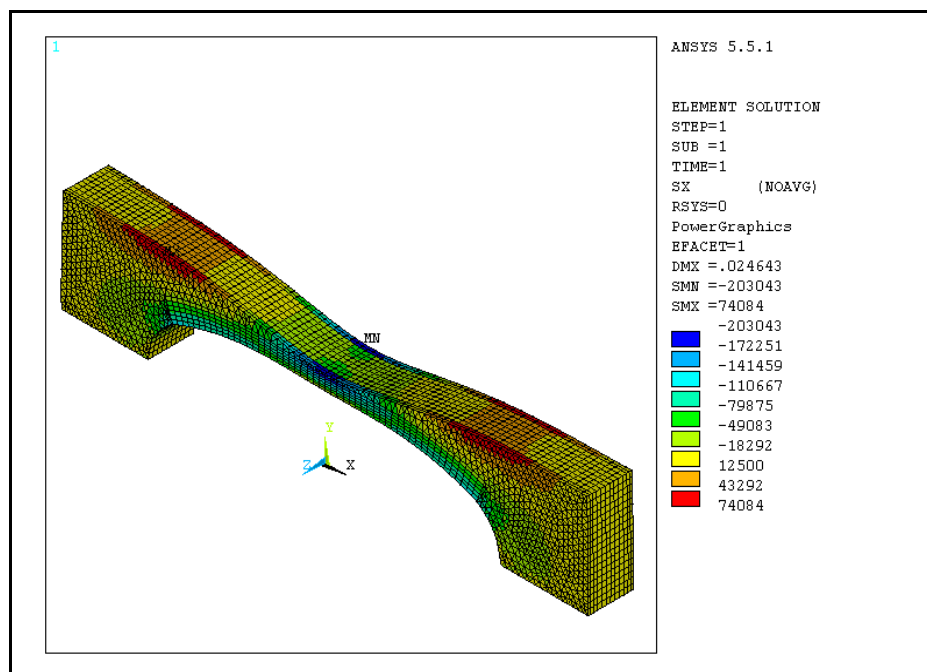 1
ANSYS 5.5.1
ELEMENT SOLUTION
STEP=1
SUB =1
TIME=1
SX (NOAVG)
RSYS=0
PowerGraphics
EFACET=1
DMX =.024643
SMN =-203043
SMX =74084
-203043
-172251
-141459
-110667
-79875
-49083
-18292
12500
43292
74084
MN
Y
Z
X